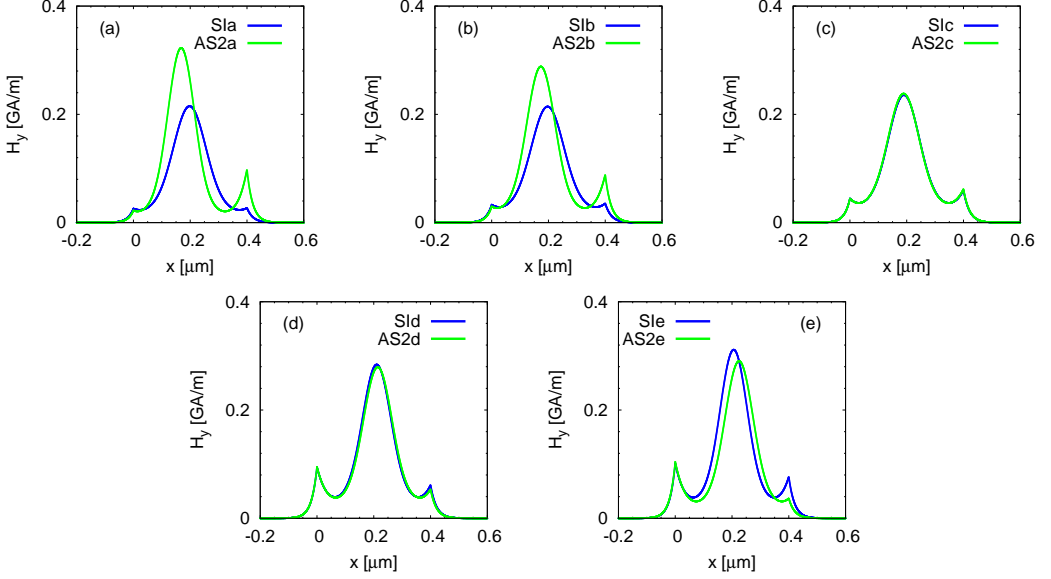 (a)
SIa
AS2a
H_y [GA/m]
0.4
0.2
0
-0.2 0 0.2 0.4 0.6
x [μm]
(b)
SIb
AS2b
H_y [GA/m]
0.4
0.2
0
-0.2 0 0.2 0.4 0.6
x [μm]
(c)
SIc
AS2c
H_y [GA/m]
0.4
0.2
0
-0.2 0 0.2 0.4 0.6
x [μm]
(d)
SId
AS2d
H_y [GA/m]
0.4
0.2
0
-0.2 0 0.2 0.4 0.6
x [μm]
(e)
SIe
AS2e
H_y [GA/m]
0.4
0.2
0
-0.2 0 0.2 0.4 0.6
x [μm]